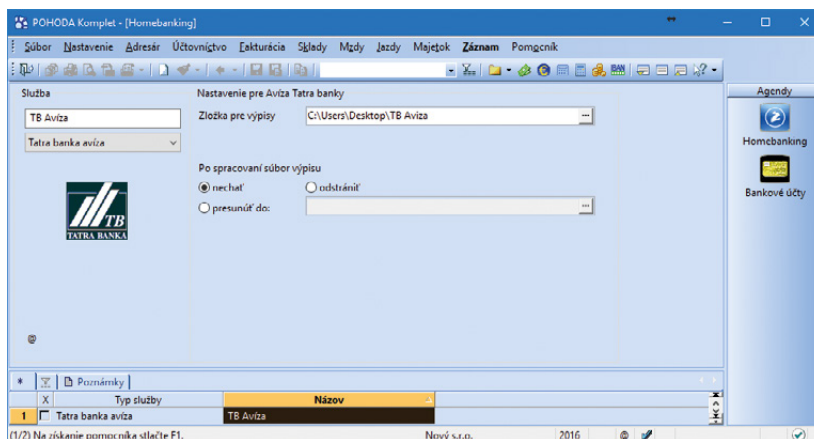 POHODA Komplet - [Homebanking]
Súbor Nastavenie Adresár Účtovníctvo Fakturácia Sklady Mzdy Jazdy Majetok Záznam Pomocník
Služba
TB Avíza
Tatra banka avíza
TB
TATRA BANKA
Nastavenie pre Avíza Tatra banky
Zložka pre výpisy C:\Users\Desktop\TB Avíza ...
Po spracovaní súbor výpisu
nechať odstrániť
presunúť do: ...
Agendy
Homebanking
Bankové účty
* Poznámky
X Typ služby Názov
1 Tatra banka avíza TB Avíza
(1/2) Na získanie pomocníka stlačte F1. Nový s.r.o. 2016 @